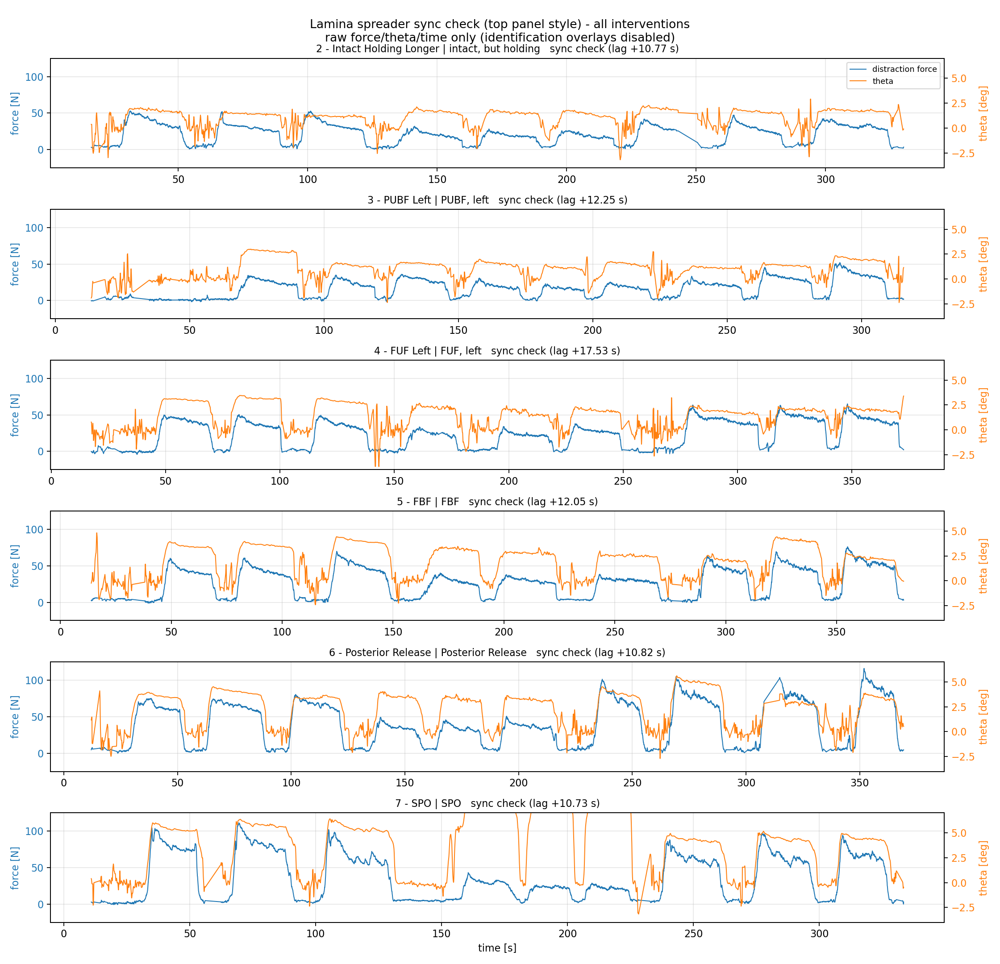 Lamina spreader sync check (top panel style) - all interventions
raw force/theta/time only (identification overlays disabled)
2 - Intact Holding Longer | intact, but holding   sync check (lag +10.77 s)
distraction force
theta
force [N]
100
50
0
theta [deg]
5.0
2.5
0.0
−2.5
50 100 150 200 250 300
3 - PUBF Left | PUBF, left   sync check (lag +12.25 s)
force [N]
100
50
0
theta [deg]
5.0
2.5
0.0
−2.5
0 50 100 150 200 250 300
4 - FUF Left | FUF, left   sync check (lag +17.53 s)
force [N]
100
50
0
theta [deg]
5.0
2.5
0.0
−2.5
0 50 100 150 200 250 300 350
5 - FBF | FBF   sync check (lag +12.05 s)
force [N]
100
50
0
theta [deg]
5.0
2.5
0.0
−2.5
0 50 100 150 200 250 300 350
6 - Posterior Release | Posterior Release   sync check (lag +10.82 s)
force [N]
100
50
0
theta [deg]
5.0
2.5
0.0
−2.5
0 50 100 150 200 250 300 350
7 - SPO | SPO   sync check (lag +10.73 s)
force [N]
100
50
0
theta [deg]
5.0
2.5
0.0
−2.5
0 50 100 150 200 250 300
time [s]